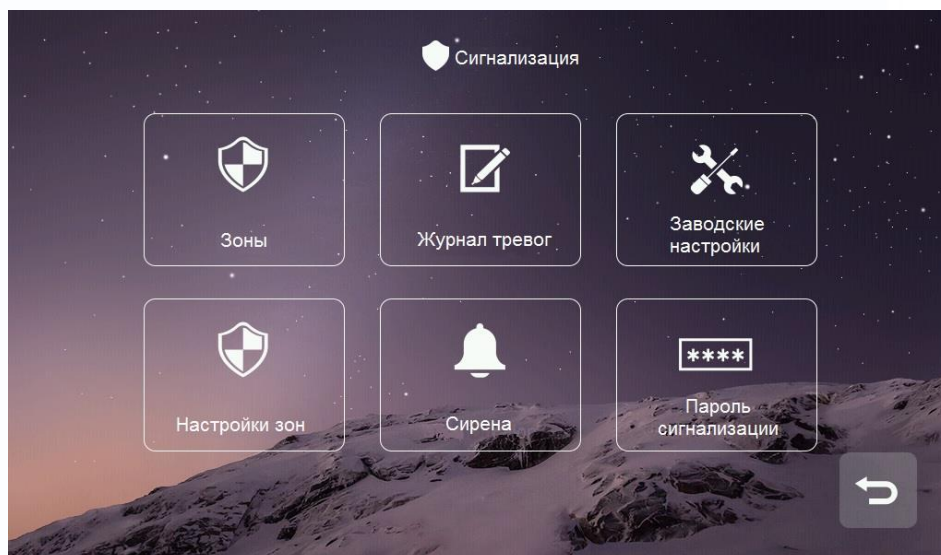 Сигнализация
Зоны
Журнал тревог
Заводские
настройки
Настройки зон
Сирена
****
Пароль
сигнализации